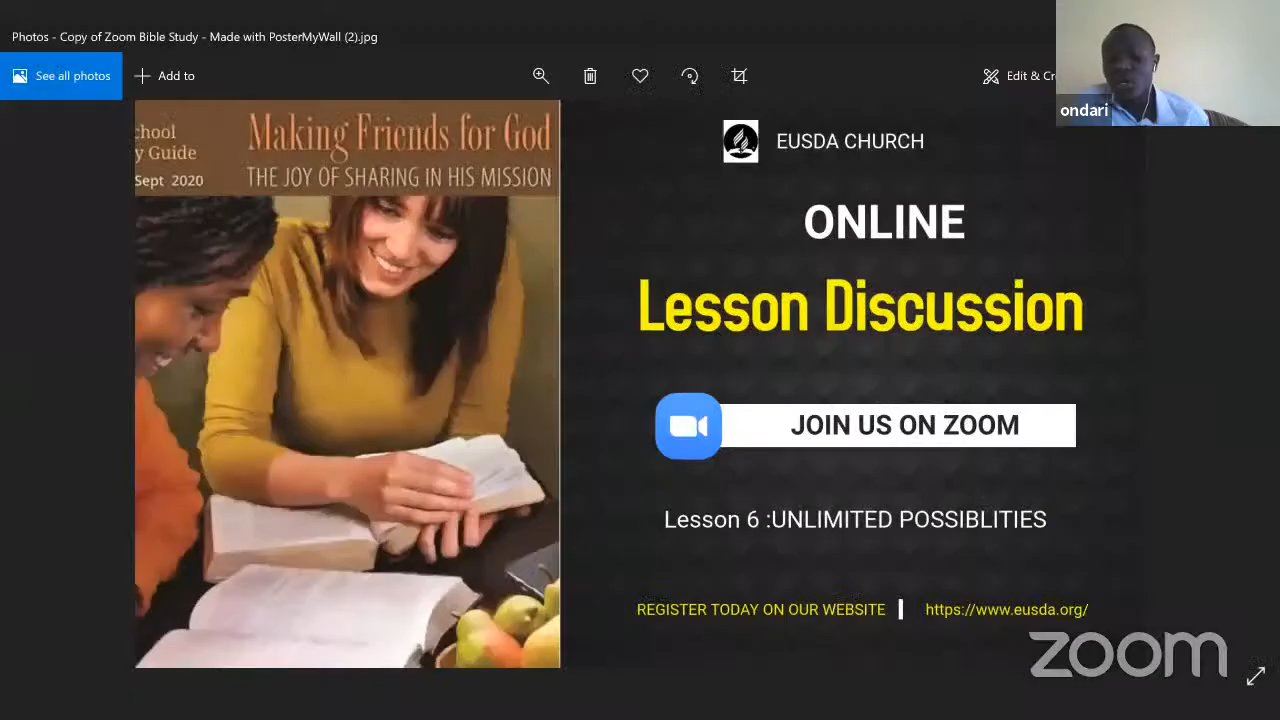 Photos - Copy of Zoom Bible Study - Made with PosterMyWall (2).jpg
See all photos
Add to
Edit & Cr
ondari
chool
y Guide
Sept 2020
Making Friends for God
THE JOY OF SHARING IN HIS MISSION
EUSDA CHURCH
ONLINE
Lesson Discussion
JOIN US ON ZOOM
Lesson 6 :UNLIMITED POSSIBLITIES
REGISTER TODAY ON OUR WEBSITE
https://www.eusda.org/
zoom